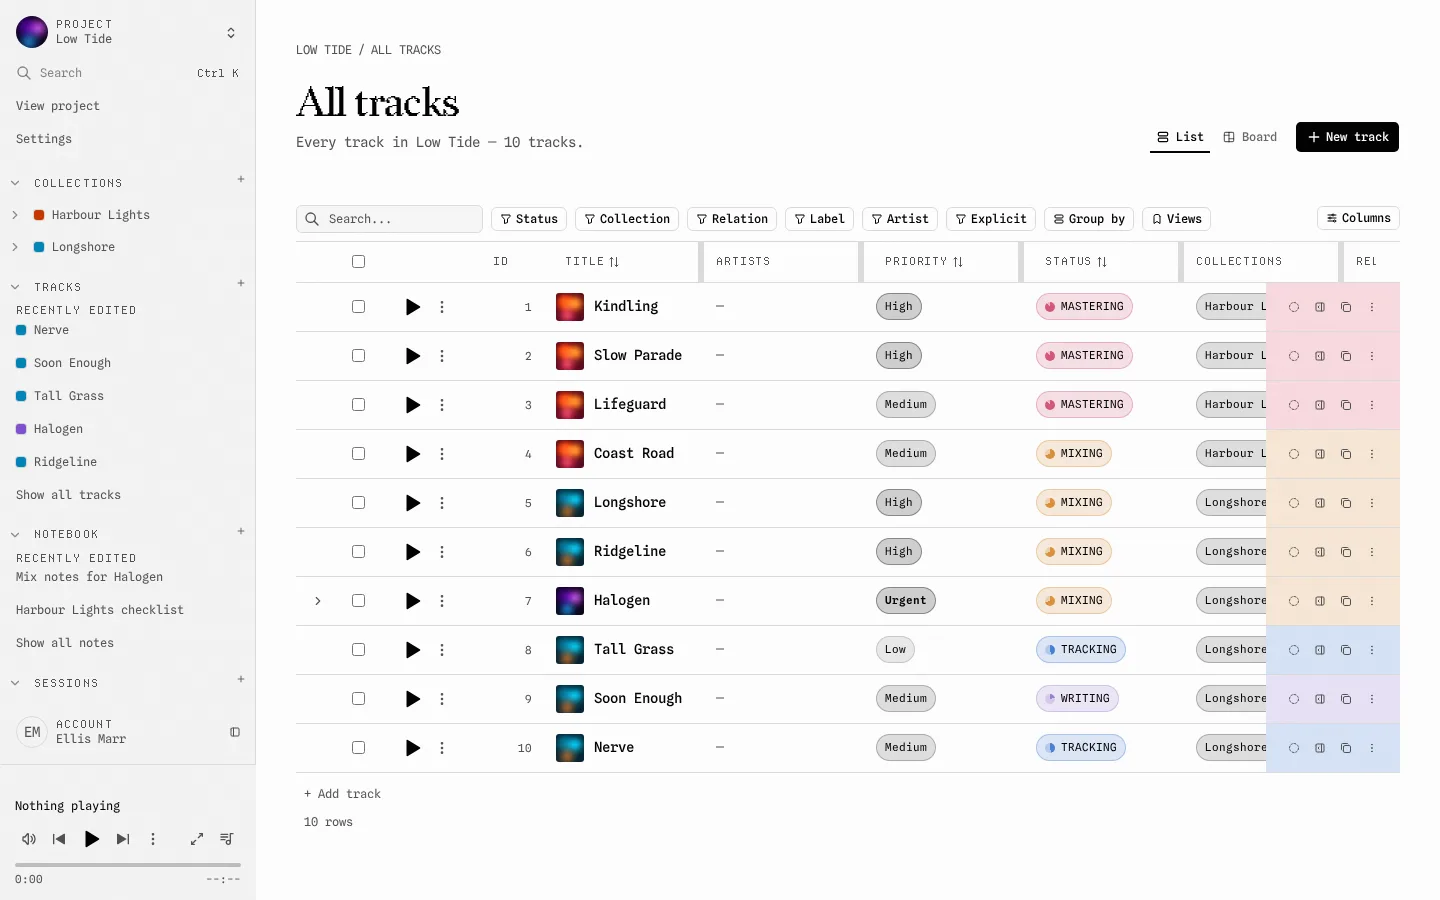 PROJECT
Low Tide
Search Ctrl K
View project
Settings
COLLECTIONS +
Harbour Lights
Longshore
TRACKS +
RECENTLY EDITED
Nerve
Soon Enough
Tall Grass
Halogen
Ridgeline
Show all tracks
NOTEBOOK +
RECENTLY EDITED
Mix notes for Halogen
Harbour Lights checklist
Show all notes
SESSIONS +
EM
ACCOUNT
Ellis Marr
Nothing playing
0:00 --:--
LOW TIDE / ALL TRACKS
All tracks
Every track in Low Tide — 10 tracks.
List Board + New track
Search... Status Collection Relation Label Artist Explicit Group by Views Columns
ID TITLE ARTISTS PRIORITY STATUS COLLECTIONS REL
1 Kindling — High MASTERING Harbour L
2 Slow Parade — High MASTERING Harbour L
3 Lifeguard — Medium MASTERING Harbour L
4 Coast Road — Medium MIXING Harbour L
5 Longshore — High MIXING Longshore
6 Ridgeline — High MIXING Longshore
7 Halogen — Urgent MIXING Longshore
8 Tall Grass — Low TRACKING Longshore
9 Soon Enough — Medium WRITING Longshore
10 Nerve — Medium TRACKING Longshore
+ Add track
10 rows